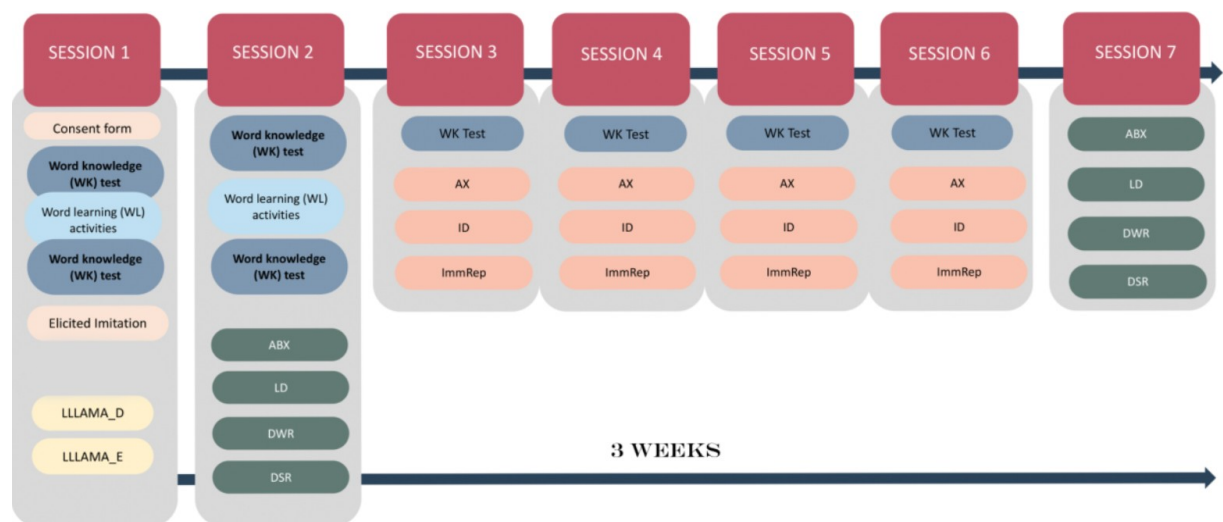 SESSION 1
Consent form
Word knowledge
(WK) test
Word learning (WL)
activities
Word knowledge
(WK) test
Elicited Imitation
LLLAMA_D
LLLAMA_E
SESSION 2
Word knowledge
(WK) test
Word learning (WL)
activities
Word knowledge
(WK) test
ABX
LD
DWR
DSR
SESSION 3
WK Test
AX
ID
ImmRep
SESSION 4
WK Test
AX
ID
ImmRep
SESSION 5
WK Test
AX
ID
ImmRep
SESSION 6
WK Test
AX
ID
ImmRep
SESSION 7
ABX
LD
DWR
DSR
3 WEEKS